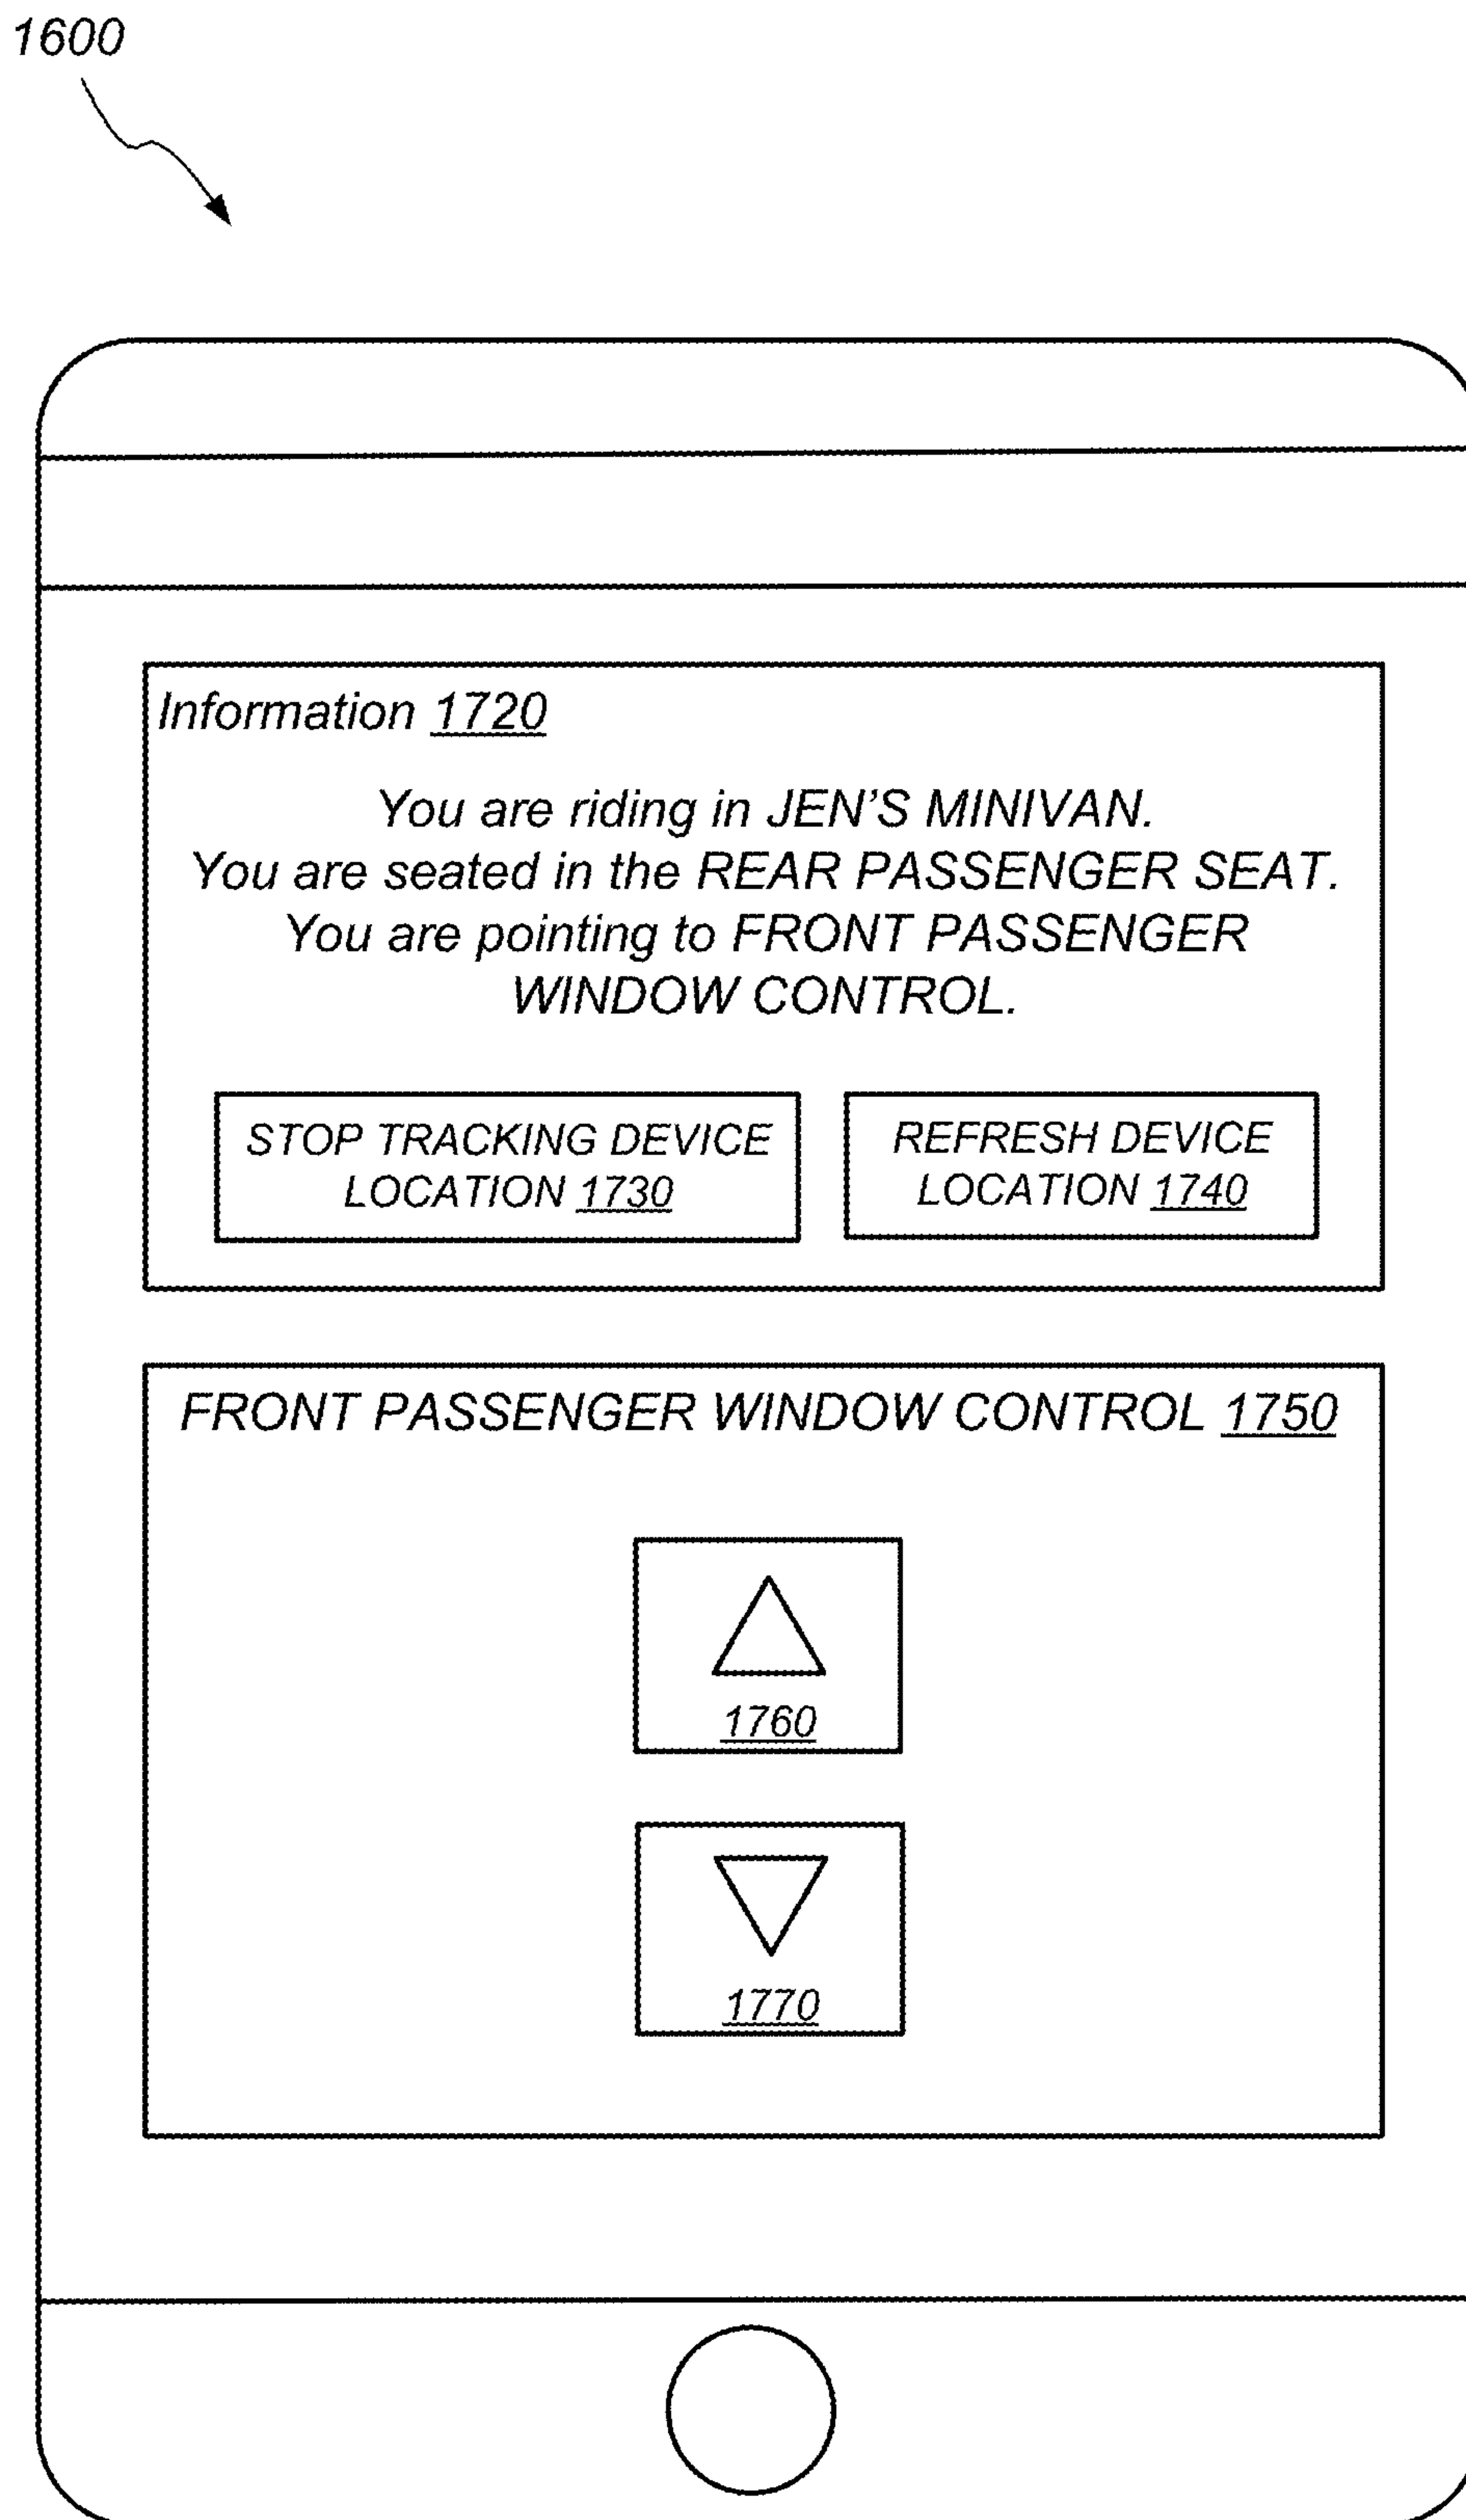 1600
Information 1720
You are riding in JEN'S MINIVAN.
You are seated in the REAR PASSENGER SEAT.
You are pointing to FRONT PASSENGER
WINDOW CONTROL.
STOP TRACKING DEVICE
LOCATION 1730
REFRESH DEVICE
LOCATION 1740
FRONT PASSENGER WINDOW CONTROL 1750
1760
1770